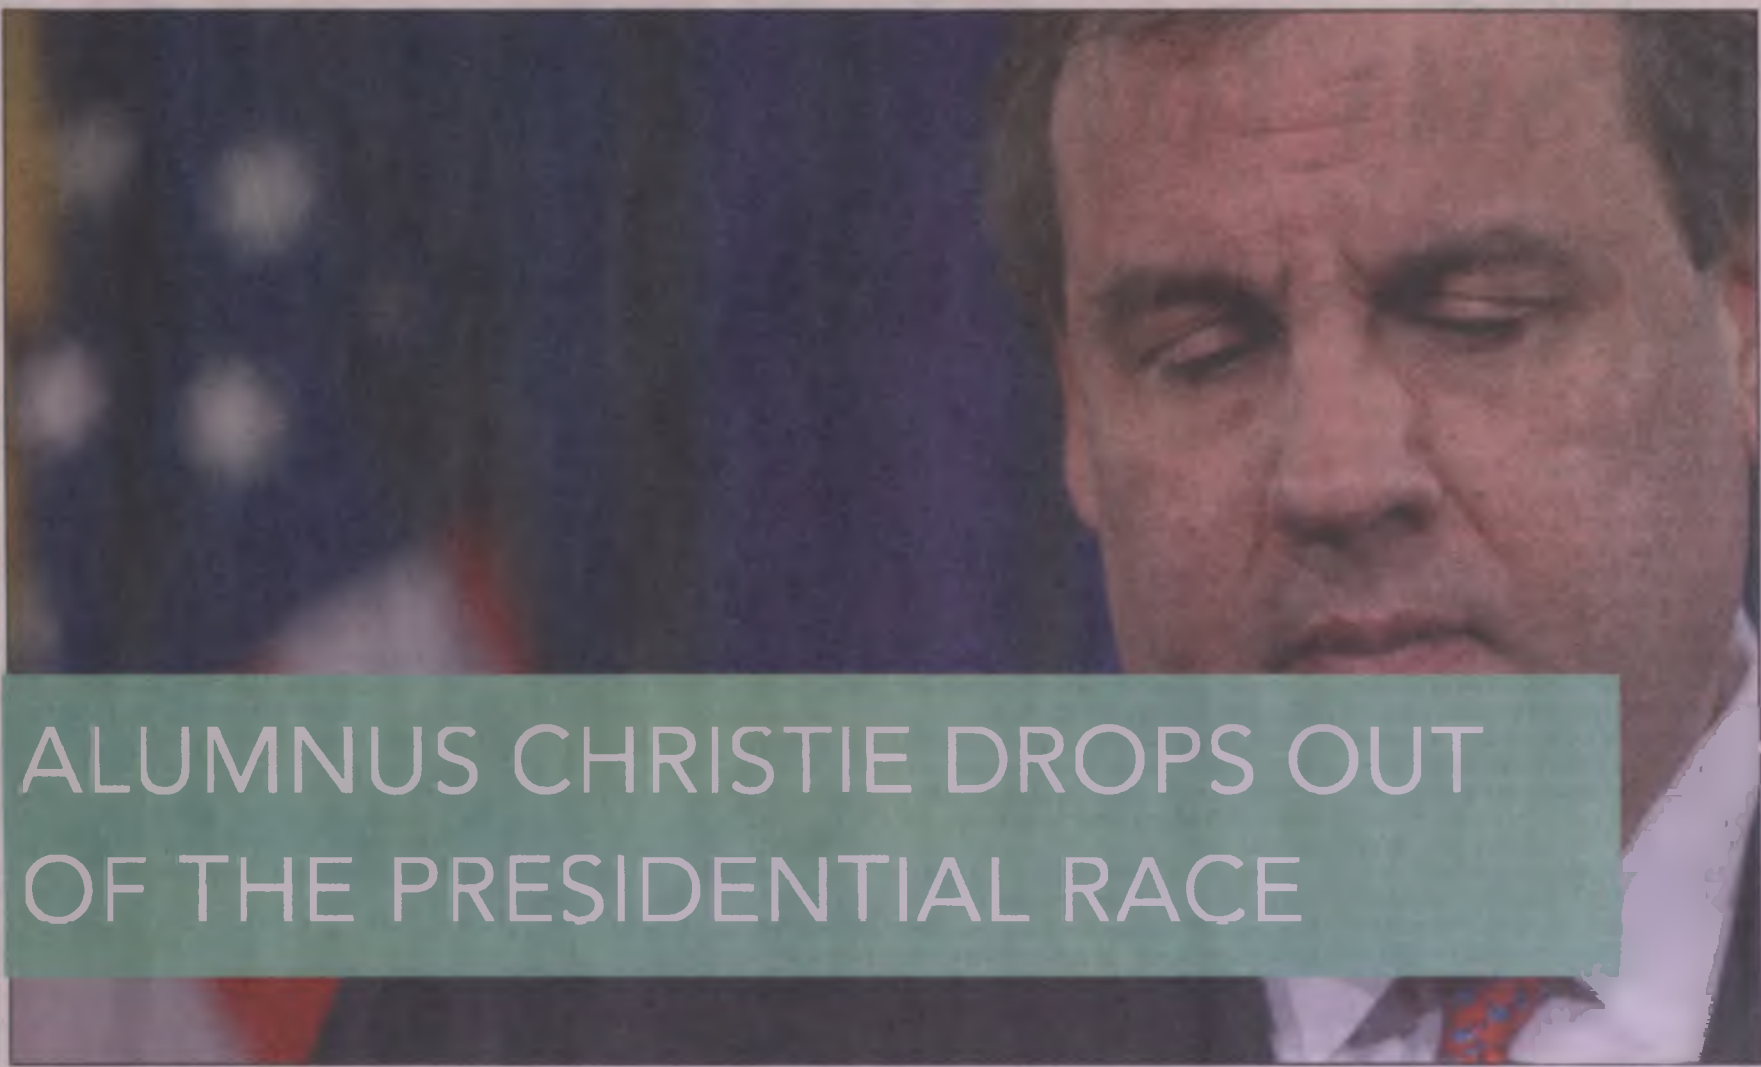 ALUMNUS CHRISTIE DROPS OUT
OF THE PRESIDENTIAL RACE